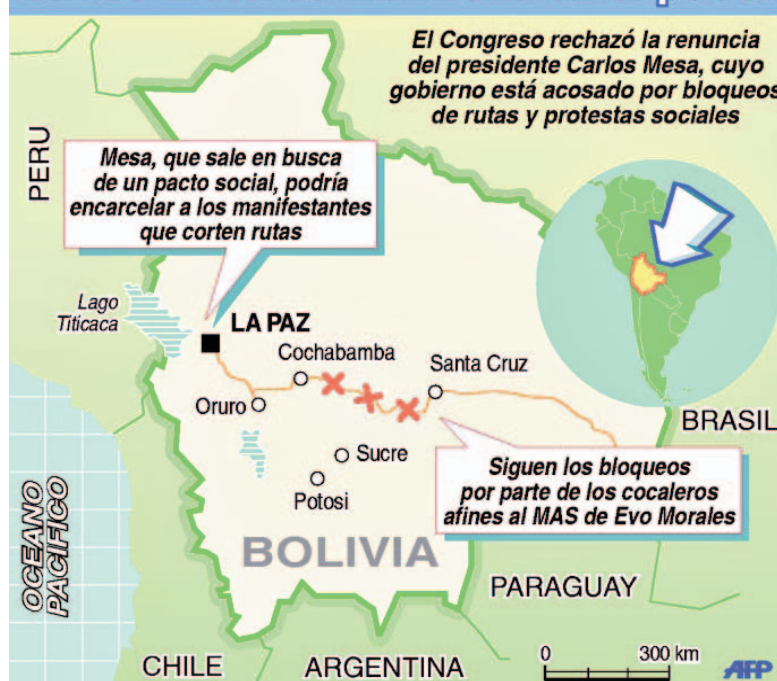 El Congreso rechazó la renuncia
del presidente Carlos Mesa, cuyo
gobierno está acosado por bloqueos
de rutas y protestas sociales
PERU
Mesa, que sale en busca
de un pacto social, podría
encarcelar a los manifestantes
que corten rutas
Lago
Titicaca
LA PAZ
Cochabamba
Santa Cruz
Oruro
BRASIL
Sucre
Potosi
Siguen los bloqueos
por parte de los cocaleros
afines al MAS de Evo Morales
OCEANO
PACIFICO
BOLIVIA
PARAGUAY
CHILE
ARGENTINA
0 300 km
AFP